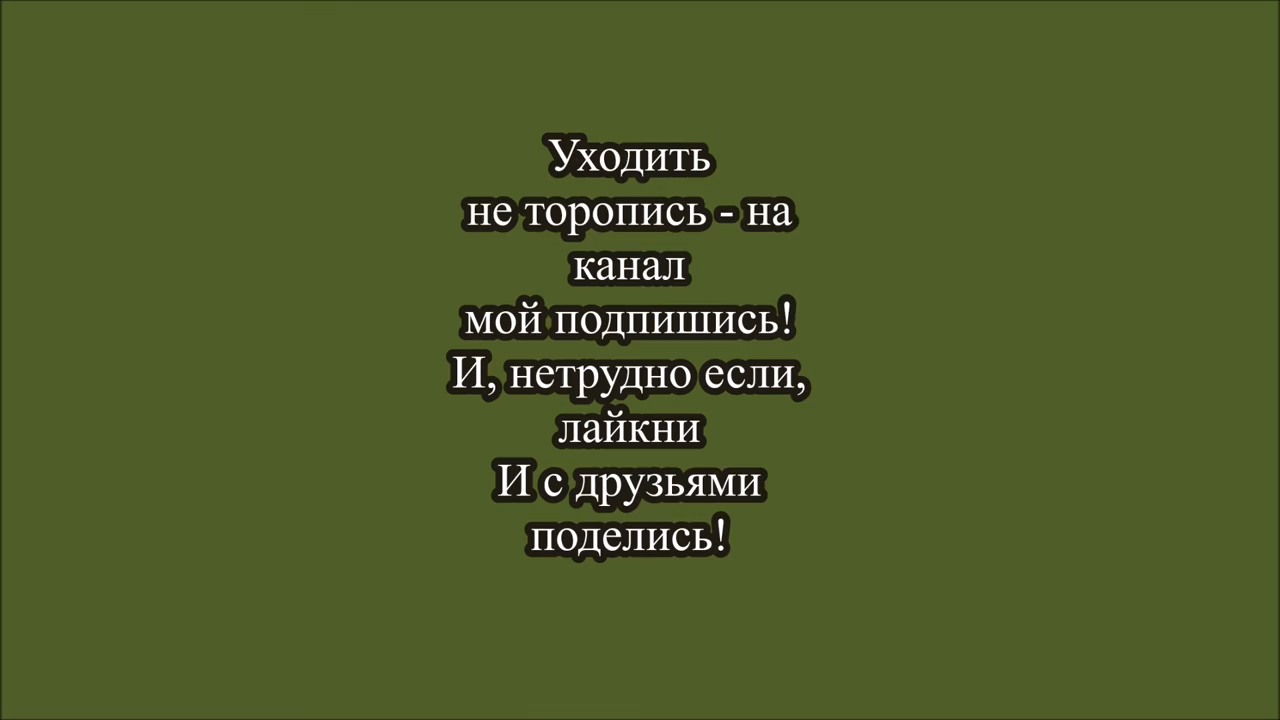 Уходить
не торопись - на
канал
мой подпишись!
И, нетрудно если,
лайкни
И с друзьями
поделись!